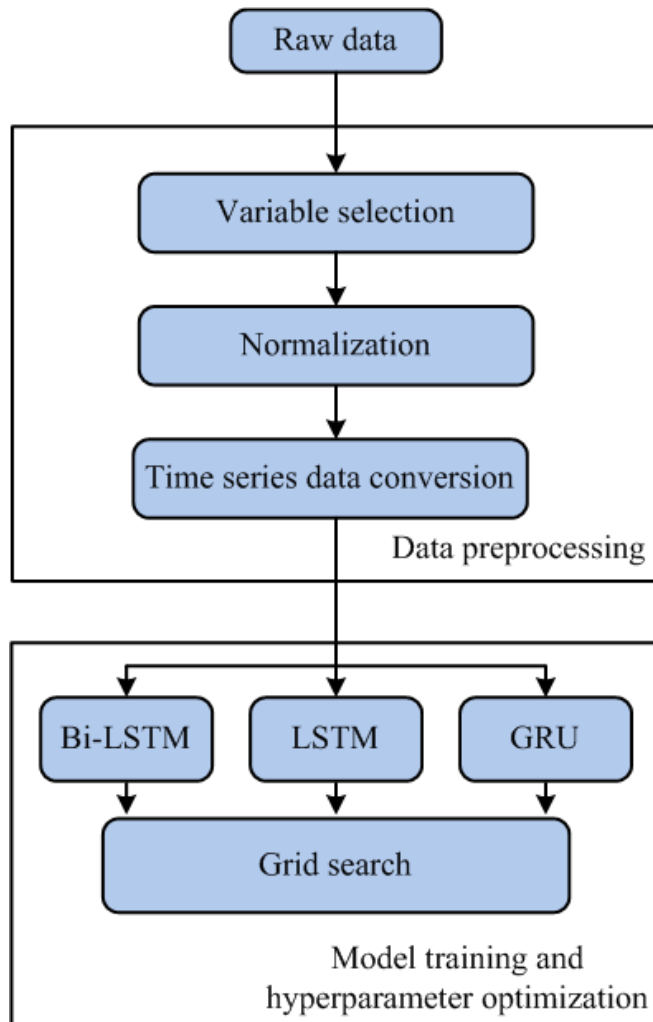 Raw data
Variable selection
Normalization
Time series data conversion
Data preprocessing
Bi-LSTM
LSTM
GRU
Grid search
Model training and
hyperparameter optimization